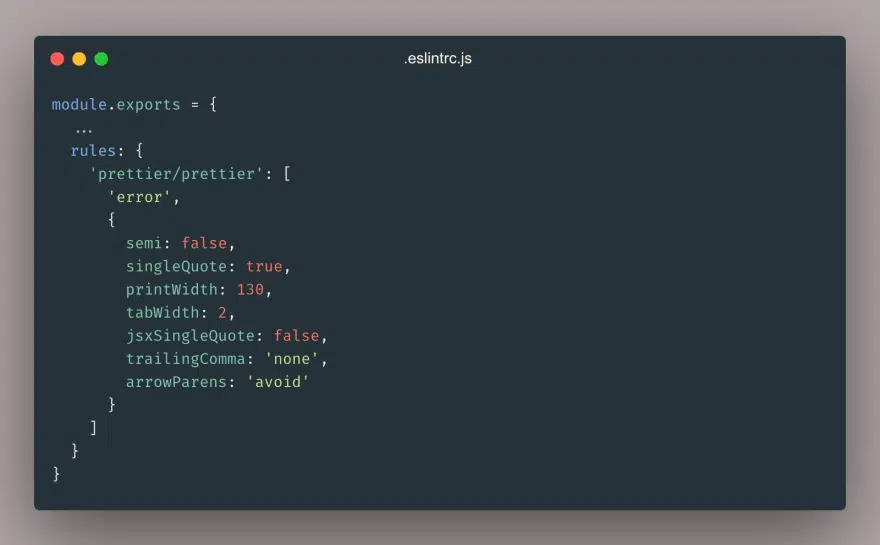 .eslintrc.js
module.exports = {
  ...
  rules: {
    'prettier/prettier': [
      'error',
      {
        semi: false,
        singleQuote: true,
        printWidth: 130,
        tabWidth: 2,
        jsxSingleQuote: false,
        trailingComma: 'none',
        arrowParens: 'avoid'
      }
    ]
  }
}